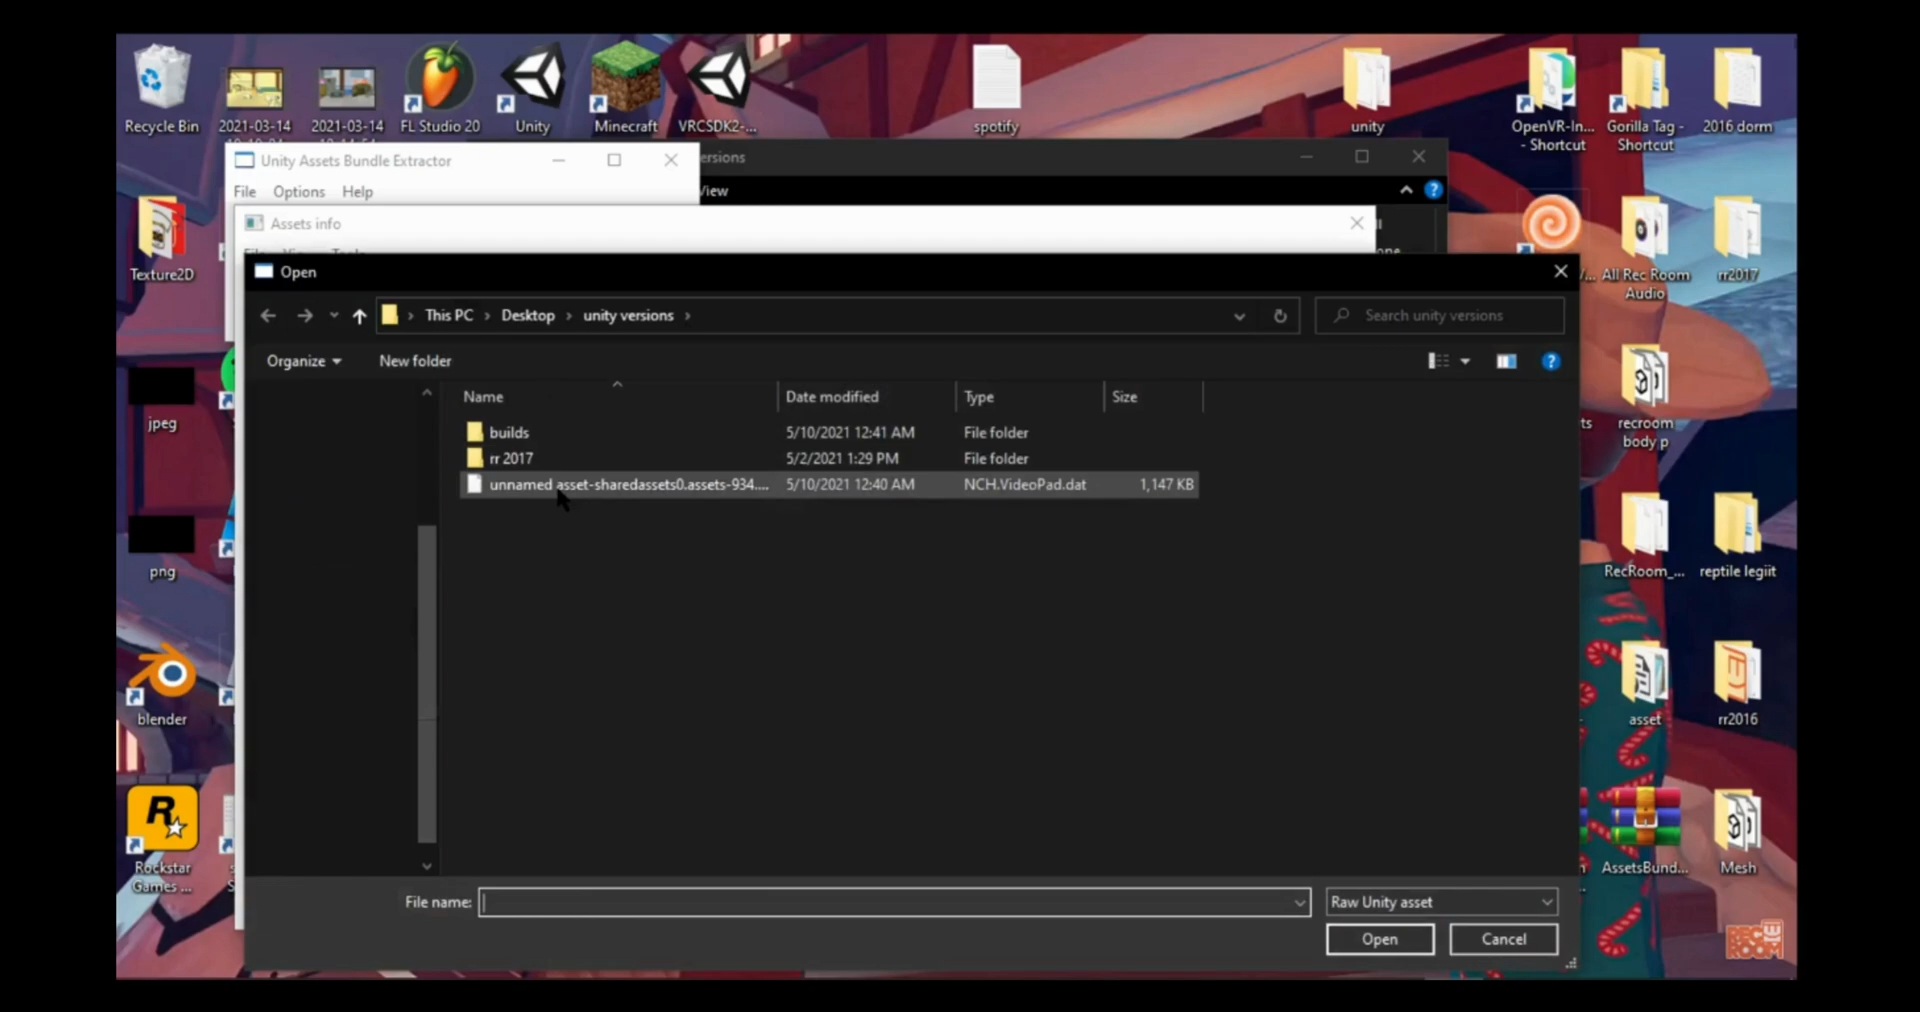 Recycle Bin
2021-03-14
2021-03-14
FL Studio 20
Unity
Minecraft
VRCSDK2-...
spotify
unity
OpenVR-In...
- Shortcut
Gorilla Tag -
Shortcut
2016 dorm
Unity Assets Bundle Extractor
ersions
File Options Help
View
Assets info
Texture2D
All Rec Room
Audio
rr2017
Open
This PC > Desktop > unity versions >
Search unity versions
Organize
New folder
Name
Date modified
Type
Size
builds
5/10/2021 12:41 AM
File folder
rr 2017
5/2/2021 1:29 PM
File folder
unnamed asset-sharedassets0.assets-934....
5/10/2021 12:40 AM
NCH.VideoPad.dat
1,147 KB
jpeg
ts
recroom
body p
png
RecRoom_...
reptile legiit
blender
asset
rr2016
Rockstar
Games ...
AssetsBund...
Mesh
File name:
Raw Unity asset
Open
Cancel
REC
ROOM